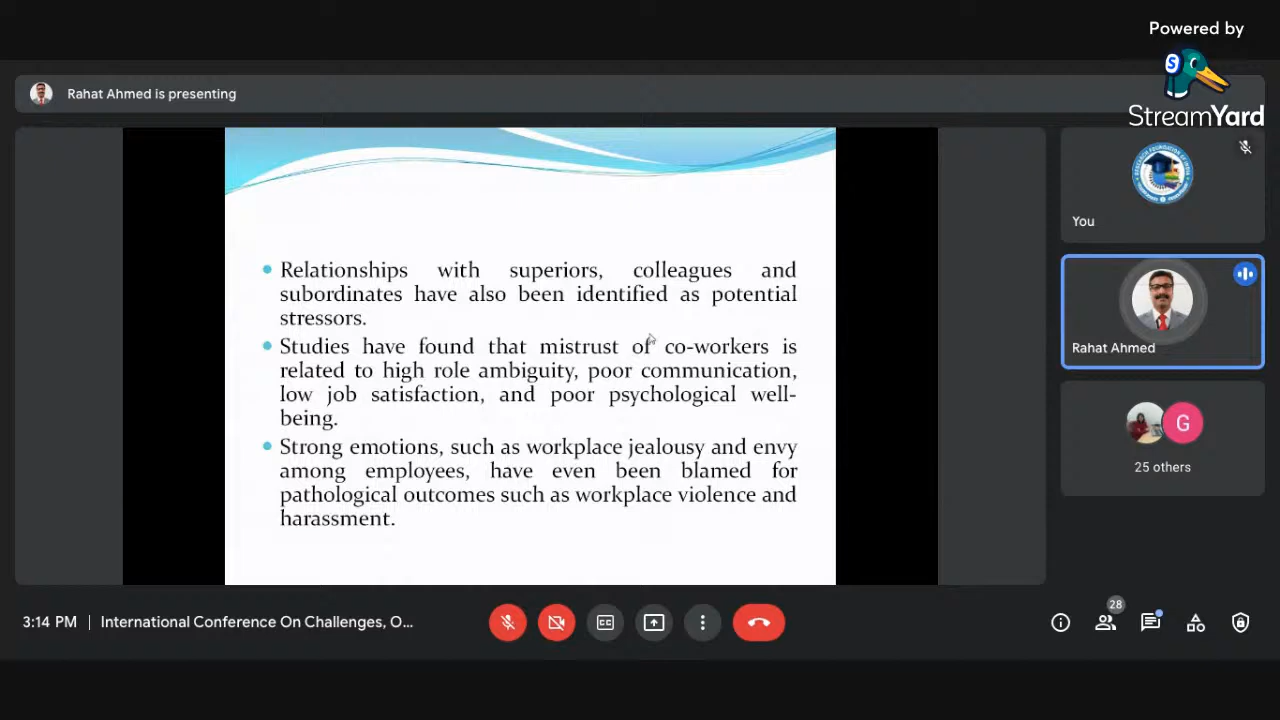 Powered by
StreamYard
Rahat Ahmed is presenting
Relationships with superiors, colleagues and
subordinates have also been identified as potential
stressors.
Studies have found that mistrust of co-workers is
related to high role ambiguity, poor communication,
low job satisfaction, and poor psychological well-
being.
Strong emotions, such as workplace jealousy and envy
among employees, have even been blamed for
pathological outcomes such as workplace violence and
harassment.
You
Rahat Ahmed
G
25 others
3:14 PM | International Conference On Challenges, O...
28